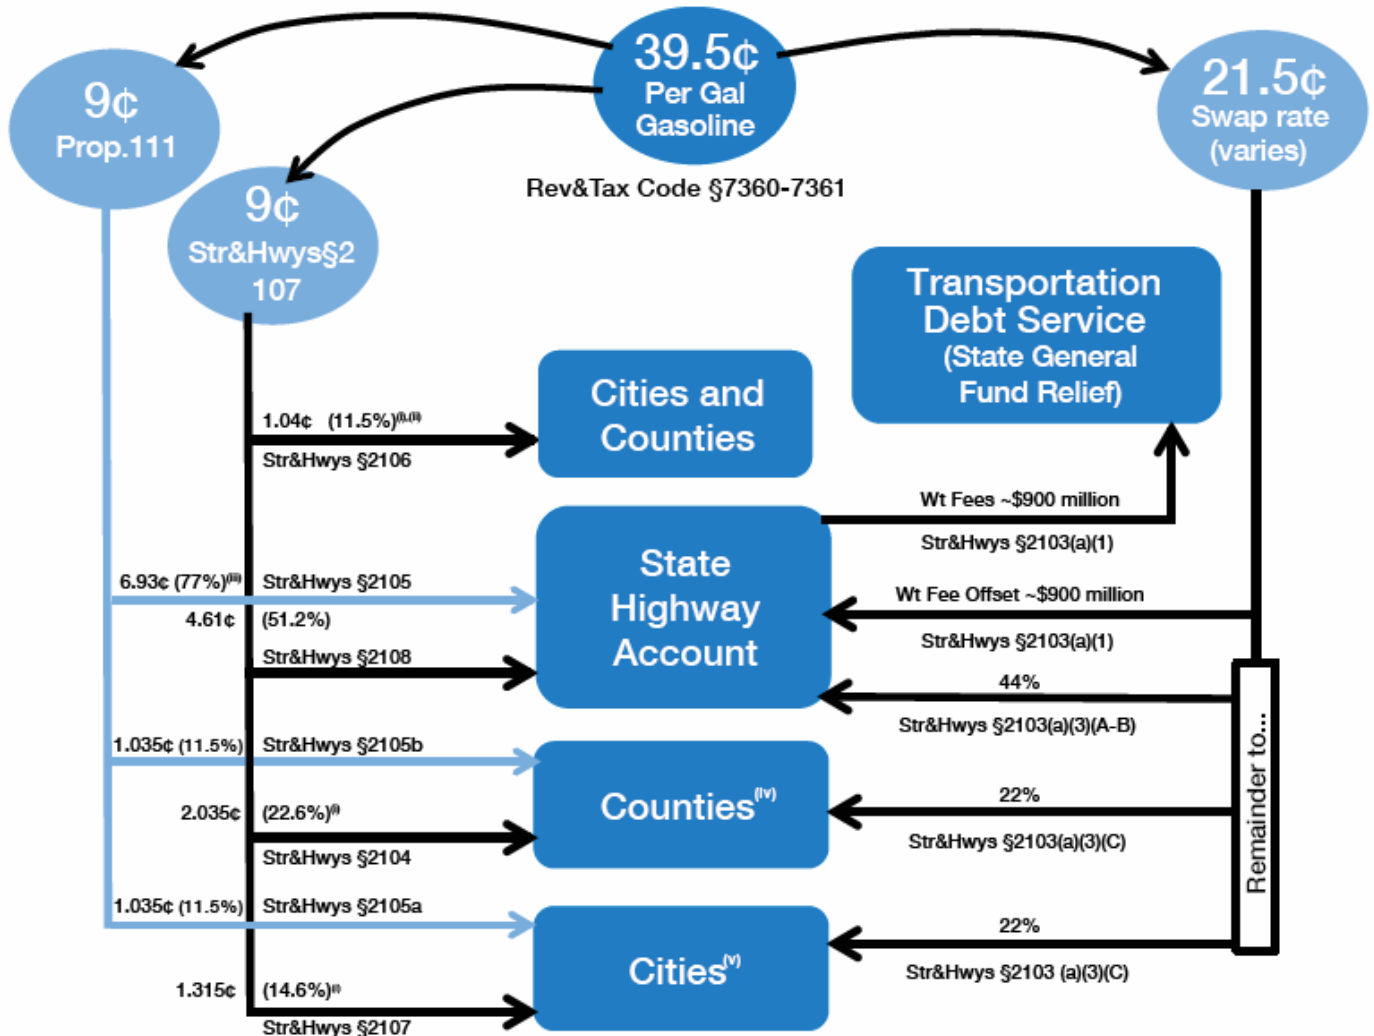 39.5¢
Per Gal
Gasoline
Rev&Tax Code §7360-7361
9¢
Prop.111
9¢
Str&Hwys§2
107
21.5¢
Swap rate
(varies)
Transportation
Debt Service
(State General
Fund Relief)
1.04¢ (11.5%)(i),(ii)
Str&Hwys §2106
Cities and
Counties
Wt Fees ~$900 million
Str&Hwys §2103(a)(1)
6.93¢ (77%)(iii) Str&Hwys §2105
4.61¢ (51.2%)
Str&Hwys §2108
State
Highway
Account
Wt Fee Offset ~$900 million
Str&Hwys §2103(a)(1)
44%
Str&Hwys §2103(a)(3)(A-B)
Remainder to...
1.035¢ (11.5%) Str&Hwys §2105b
2.035¢ (22.6%)(i)
Str&Hwys §2104
Counties(iv)
22%
Str&Hwys §2103(a)(3)(C)
1.035¢ (11.5%) Str&Hwys §2105a
1.315¢ (14.6%)(i)
Str&Hwys §2107
Cities(v)
22%
Str&Hwys §2103 (a)(3)(C)